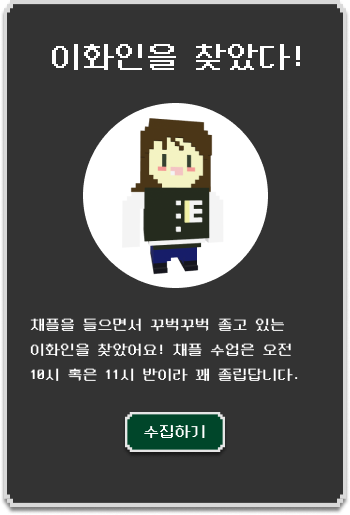 이화인을 찾았다!
E
채플을 들으면서 꾸벅꾸벅 졸고 있는
이화인을 찾았어요! 채플 수업은 오전
10시 혹은 11시 반이라 꽤 졸립답니다.
수집하기